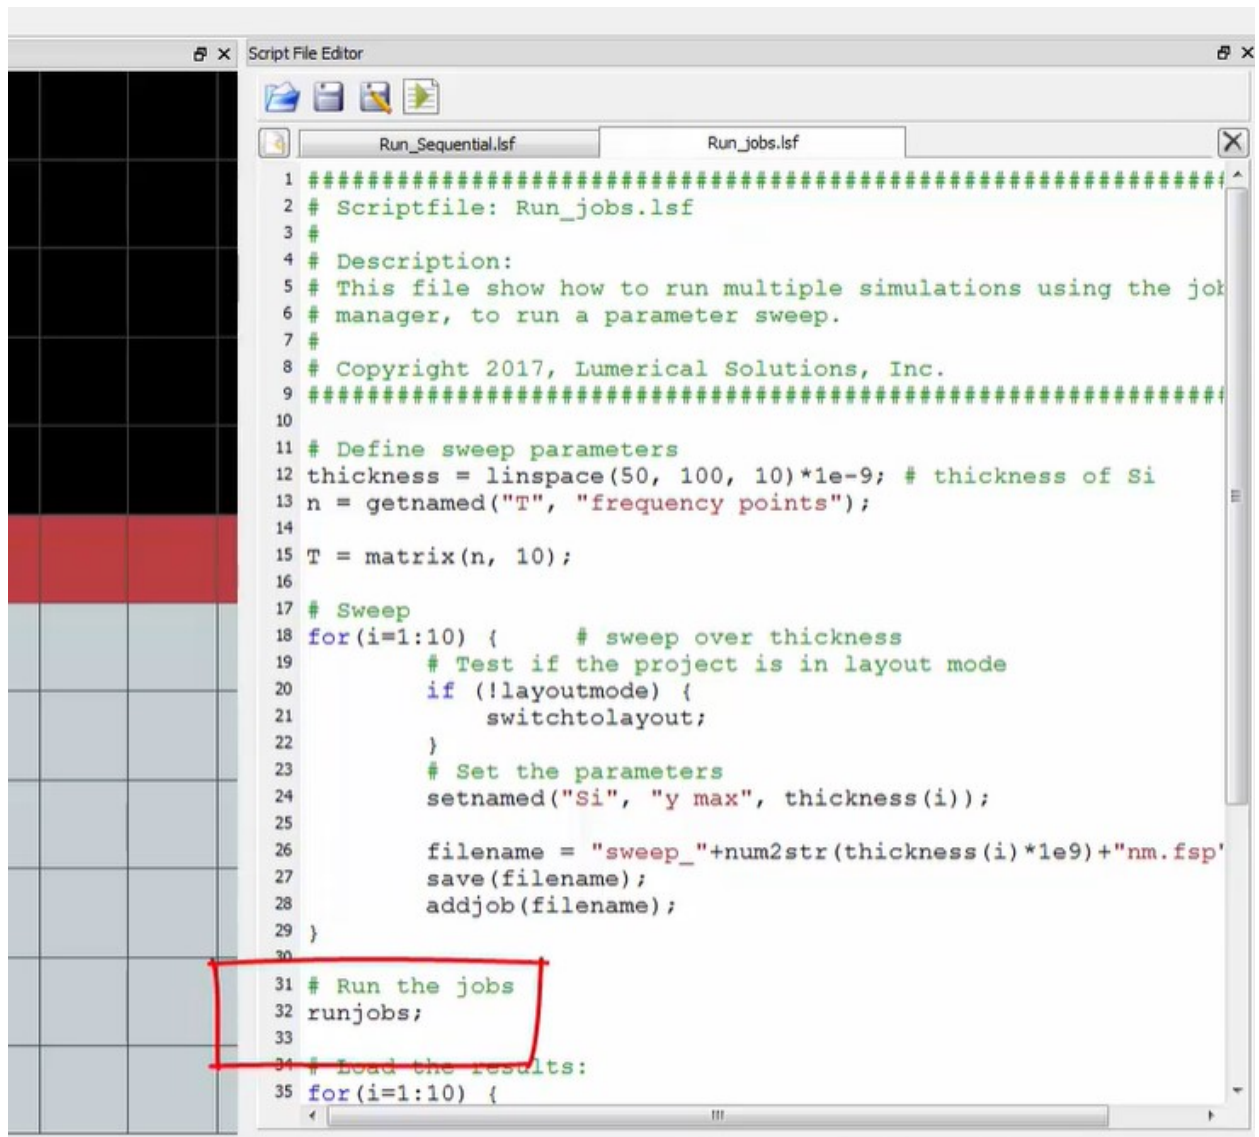 Script File Editor
Run_Sequential.lsf
Run_jobs.lsf
1 ##############################################################
2 # Scriptfile: Run_jobs.lsf
3 #
4 # Description:
5 # This file show how to run multiple simulations using the job
6 # manager, to run a parameter sweep.
7 #
8 # Copyright 2017, Lumerical Solutions, Inc.
9 ##############################################################
10
11 # Define sweep parameters
12 thickness = linspace(50, 100, 10)*1e-9; # thickness of Si
13 n = getnamed("T", "frequency points");
14
15 T = matrix(n, 10);
16
17 # Sweep
18 for(i=1:10) { # sweep over thickness
19 # Test if the project is in layout mode
20 if (!layoutmode) {
21 switchtolayout;
22 }
23 # Set the parameters
24 setnamed("Si", "y max", thickness(i));
25
26 filename = "sweep_"+num2str(thickness(i)*1e9)+"nm.fsp"
27 save(filename);
28 addjob(filename);
29 }
30
31 # Run the jobs
32 runjobs;
33
34 # Load the results:
35 for(i=1:10) {